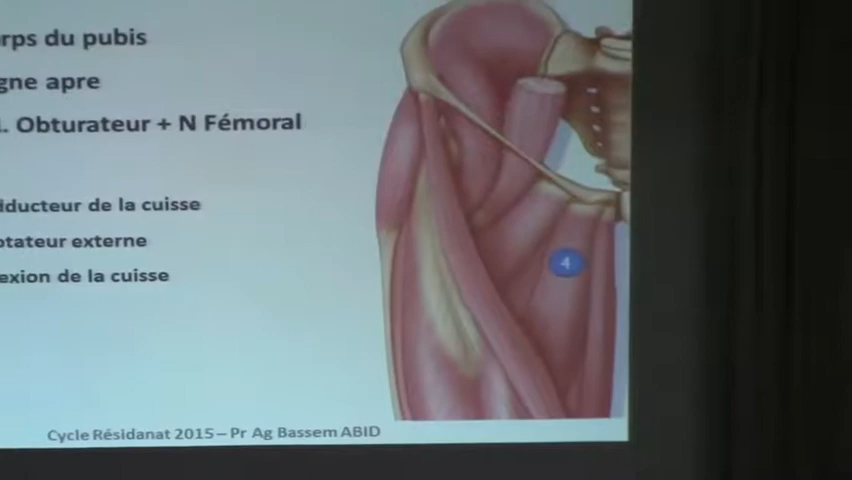 rps du pubis
gne apre
. Obturateur + N Fémoral
ducteur de la cuisse
otateur externe
exion de la cuisse
4
Cycle Résidanat 2015 – Pr Ag Bassem ABID